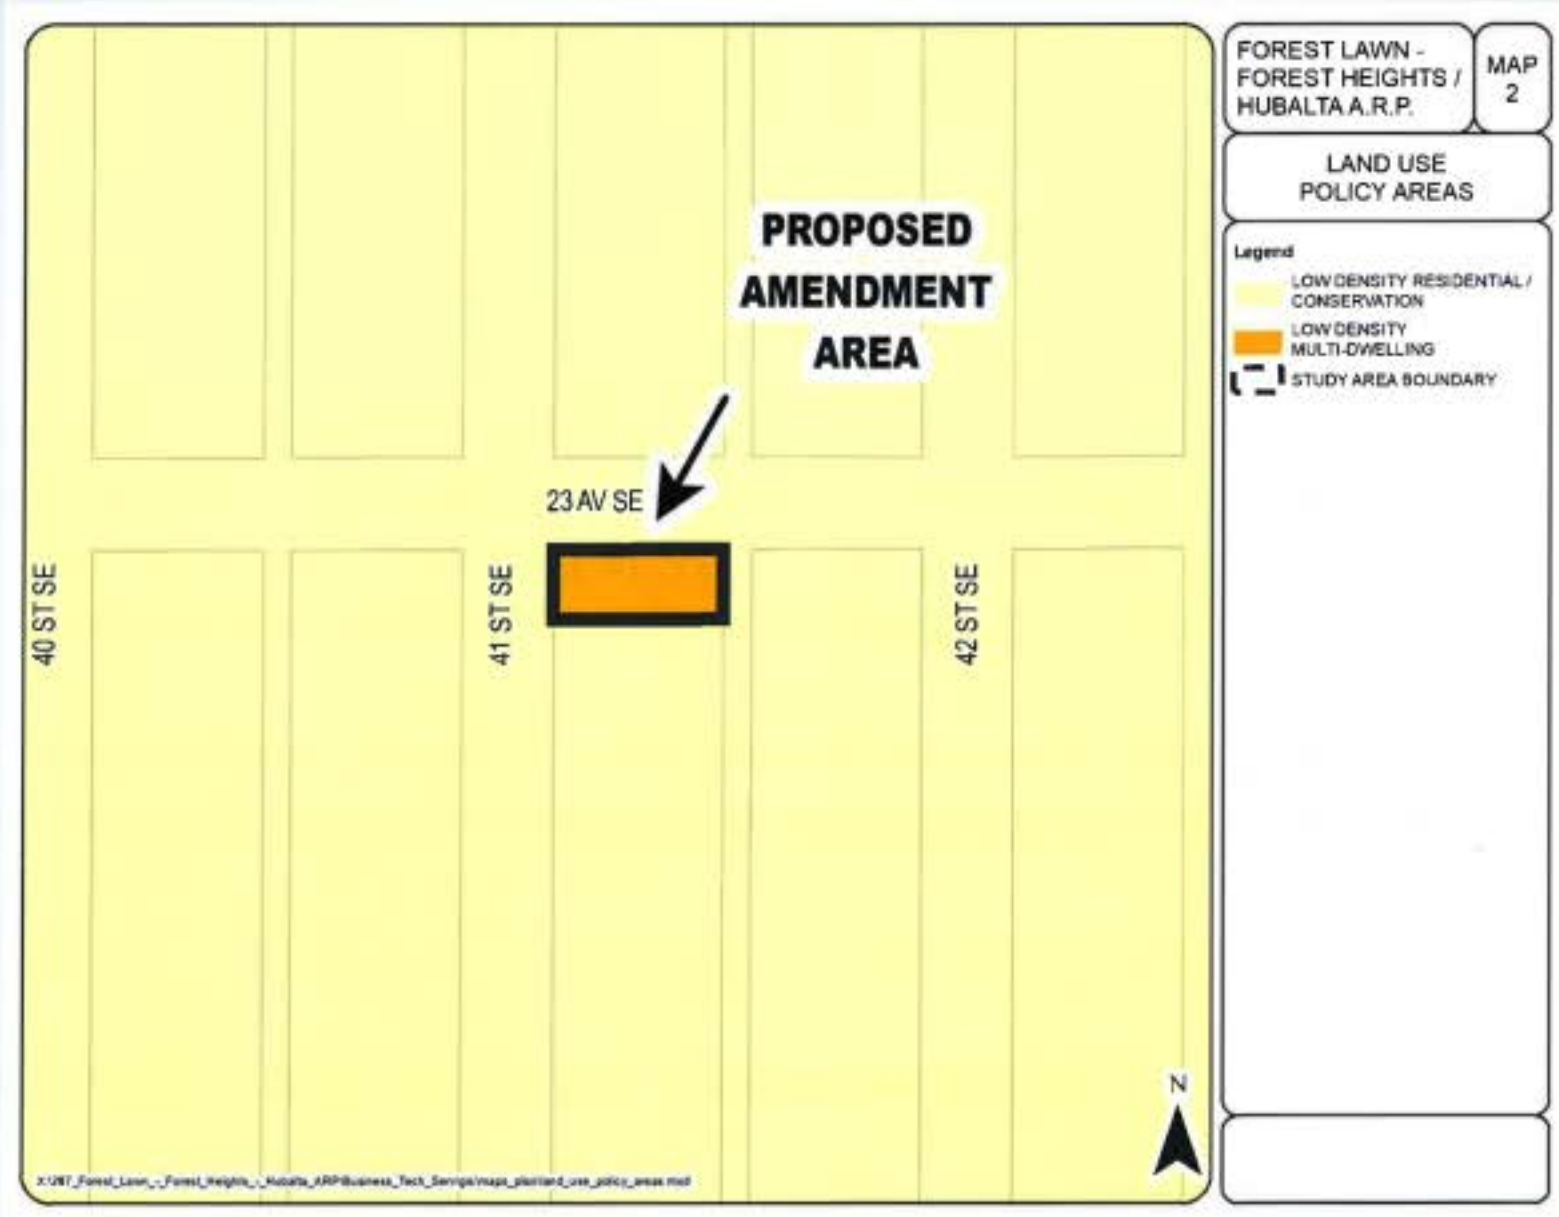 PROPOSED
AMENDMENT
AREA
23 AV SE
40 ST SE
41 ST SE
42 ST SE
N
FOREST LAWN -
FOREST HEIGHTS /
HUBALTA A.R.P.
MAP
2
LAND USE
POLICY AREAS
Legend
LOW DENSITY RESIDENTIAL /
CONSERVATION
LOW DENSITY
MULTI-DWELLING
STUDY AREA BOUNDARY